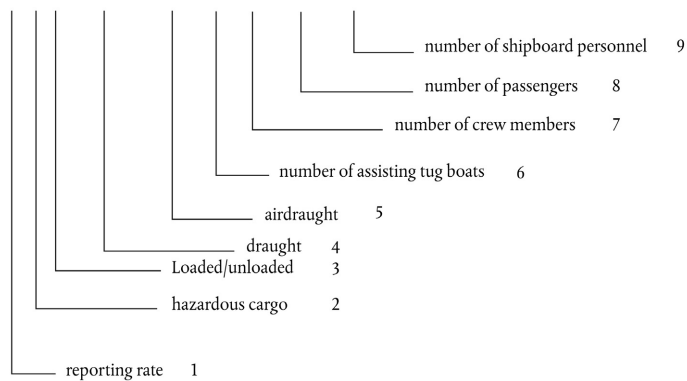 number of shipboard personnel 9
number of passengers 8
number of crew members 7
number of assisting tug boats 6
airdraught 5
draught 4
Loaded/unloaded 3
hazardous cargo 2
reporting rate 1